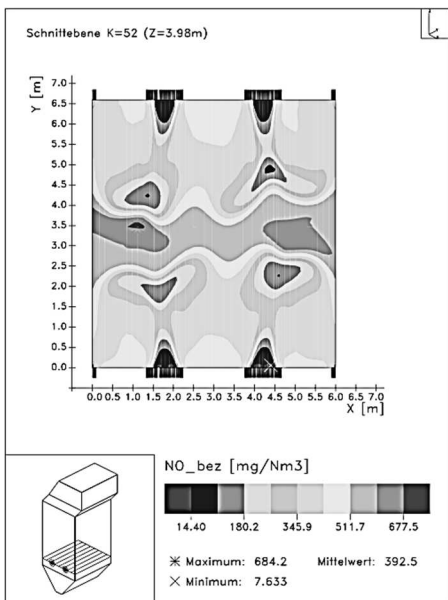 Schnittebene K=52 (Z=3.98m)
Y [m]
7.0
6.5
6.0
5.5
5.0
4.5
4.0
3.5
3.0
2.5
2.0
1.5
1.0
0.5
0.0
0.0 0.5 1.0 1.5 2.0 2.5 3.0 3.5 4.0 4.5 5.0 5.5 6.0 6.5 7.0
X [m]
NO_bez [mg/Nm3]
14.40 180.2 345.9 511.7 677.5
Maximum: 684.2 Mittelwert: 392.5
Minimum: 7.633